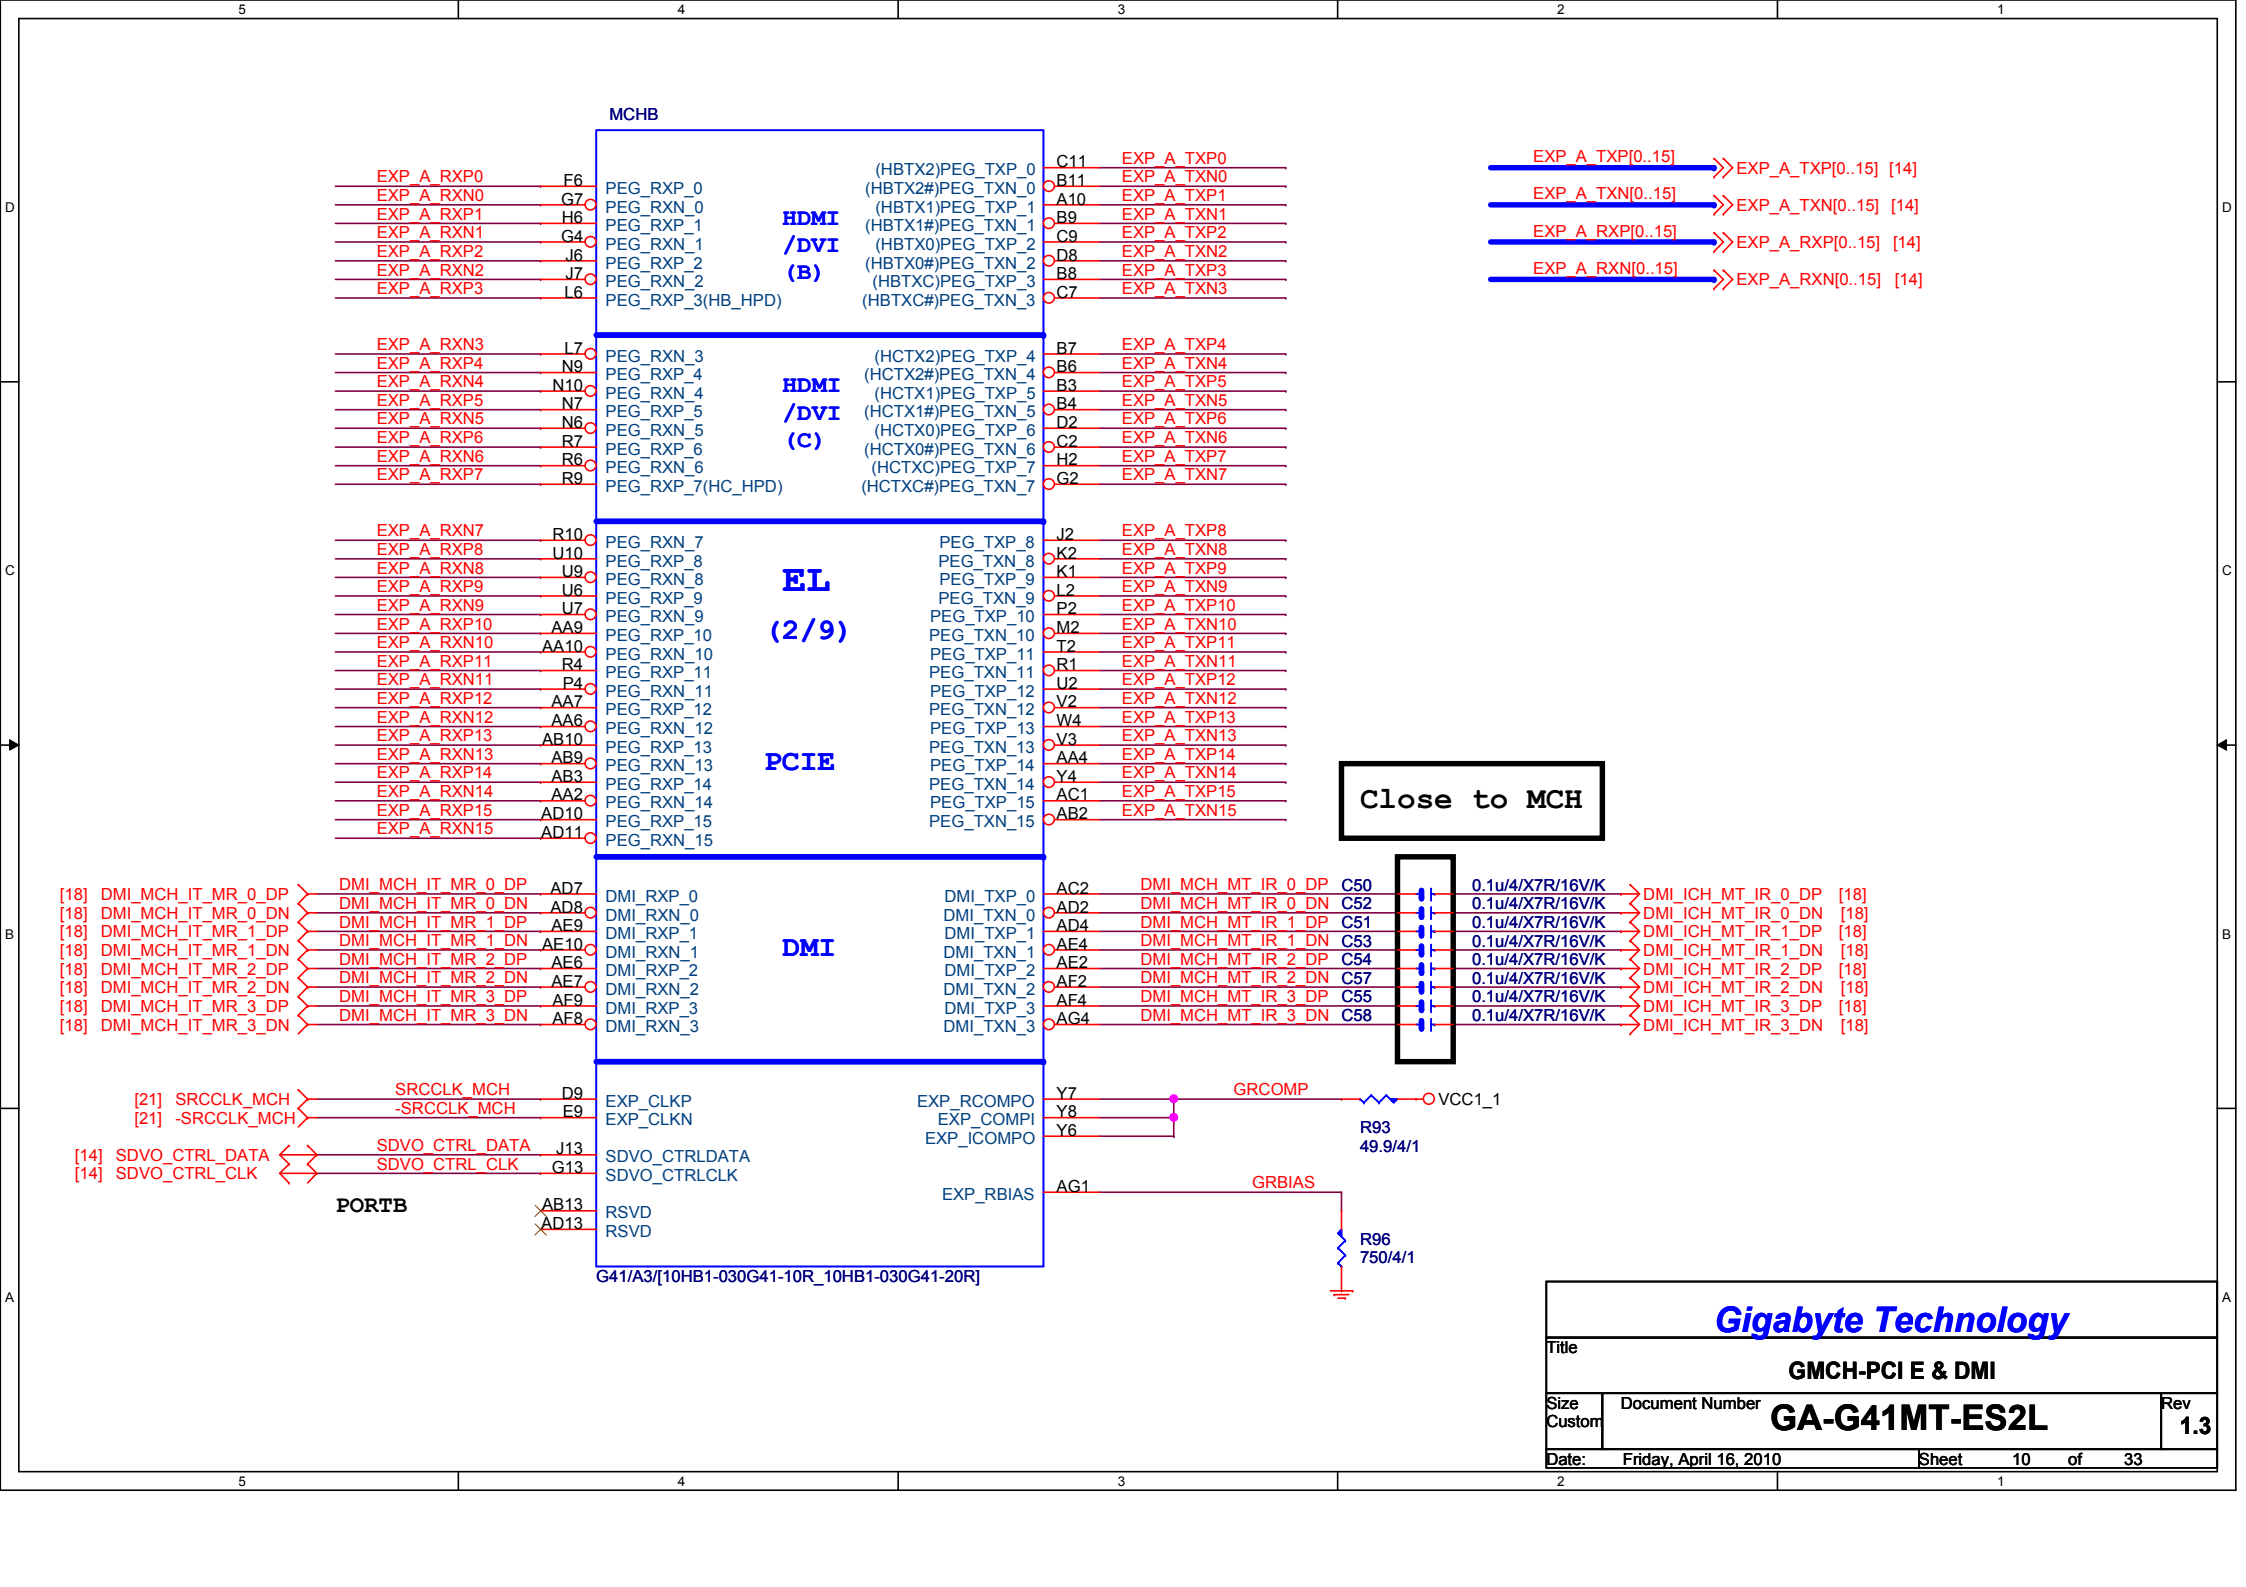 5 4 3 2 1
MCHB
EXP_A_RXP0 F6 PEG_RXP_0
EXP_A_RXN0 G7 PEG_RXN_0
EXP_A_RXP1 H6 PEG_RXP_1
EXP_A_RXN1 G4 PEG_RXN_1
EXP_A_RXP2 J6 PEG_RXP_2
EXP_A_RXN2 J7 PEG_RXN_2
EXP_A_RXP3 L6 PEG_RXP_3(HB_HPD)
HDMI
/DVI
(B)
(HBTX2)PEG_TXP_0 C11 EXP_A_TXP0
(HBTX2#)PEG_TXN_0 B11 EXP_A_TXN0
(HBTX1)PEG_TXP_1 A10 EXP_A_TXP1
(HBTX1#)PEG_TXN_1 B9 EXP_A_TXN1
(HBTX0)PEG_TXP_2 C9 EXP_A_TXP2
(HBTX0#)PEG_TXN_2 D8 EXP_A_TXN2
(HBTXC)PEG_TXP_3 B8 EXP_A_TXP3
(HBTXC#)PEG_TXN_3 C7 EXP_A_TXN3
EXP_A_TXP[0..15] EXP_A_TXP[0..15] [14]
EXP_A_TXN[0..15] EXP_A_TXN[0..15] [14]
EXP_A_RXP[0..15] EXP_A_RXP[0..15] [14]
EXP_A_RXN[0..15] EXP_A_RXN[0..15] [14]
D D
EXP_A_RXN3 L7 PEG_RXN_3
EXP_A_RXP4 N9 PEG_RXP_4
EXP_A_RXN4 N10 PEG_RXN_4
EXP_A_RXP5 N7 PEG_RXP_5
EXP_A_RXN5 N6 PEG_RXN_5
EXP_A_RXP6 R7 PEG_RXP_6
EXP_A_RXN6 R6 PEG_RXN_6
EXP_A_RXP7 R9 PEG_RXP_7(HC_HPD)
HDMI
/DVI
(C)
(HCTX2)PEG_TXP_4 B7 EXP_A_TXP4
(HCTX2#)PEG_TXN_4 B6 EXP_A_TXN4
(HCTX1)PEG_TXP_5 B3 EXP_A_TXP5
(HCTX1#)PEG_TXN_5 B4 EXP_A_TXN5
(HCTX0)PEG_TXP_6 D2 EXP_A_TXP6
(HCTX0#)PEG_TXN_6 C2 EXP_A_TXN6
(HCTXC)PEG_TXP_7 H2 EXP_A_TXP7
(HCTXC#)PEG_TXN_7 G2 EXP_A_TXN7
C C
EXP_A_RXN7 R10 PEG_RXN_7
EXP_A_RXP8 U10 PEG_RXP_8
EXP_A_RXN8 U9 PEG_RXN_8
EXP_A_RXP9 U6 PEG_RXP_9
EXP_A_RXN9 U7 PEG_RXN_9
EXP_A_RXP10 AA9 PEG_RXP_10
EXP_A_RXN10 AA10 PEG_RXN_10
EXP_A_RXP11 R4 PEG_RXP_11
EXP_A_RXN11 P4 PEG_RXN_11
EXP_A_RXP12 AA7 PEG_RXP_12
EXP_A_RXN12 AA6 PEG_RXN_12
EXP_A_RXP13 AB10 PEG_RXP_13
EXP_A_RXN13 AB9 PEG_RXN_13
EXP_A_RXP14 AB3 PEG_RXP_14
EXP_A_RXN14 AA2 PEG_RXN_14
EXP_A_RXP15 AD10 PEG_RXP_15
EXP_A_RXN15 AD11 PEG_RXN_15
EL
(2/9)
PCIE
PEG_TXP_8 J2 EXP_A_TXP8
PEG_TXN_8 K2 EXP_A_TXN8
PEG_TXP_9 K1 EXP_A_TXP9
PEG_TXN_9 L2 EXP_A_TXN9
PEG_TXP_10 P2 EXP_A_TXP10
PEG_TXN_10 M2 EXP_A_TXN10
PEG_TXP_11 T2 EXP_A_TXP11
PEG_TXN_11 R1 EXP_A_TXN11
PEG_TXP_12 U2 EXP_A_TXP12
PEG_TXN_12 V2 EXP_A_TXN12
PEG_TXP_13 W4 EXP_A_TXP13
PEG_TXN_13 V3 EXP_A_TXN13
PEG_TXP_14 AA4 EXP_A_TXP14
PEG_TXN_14 Y4 EXP_A_TXN14
PEG_TXP_15 AC1 EXP_A_TXP15
PEG_TXN_15 AB2 EXP_A_TXN15
Close to MCH
[18] DMI_MCH_IT_MR_0_DP DMI_MCH_IT_MR_0_DP AD7 DMI_RXP_0
[18] DMI_MCH_IT_MR_0_DN DMI_MCH_IT_MR_0_DN AD8 DMI_RXN_0
[18] DMI_MCH_IT_MR_1_DP DMI_MCH_IT_MR_1_DP AE9 DMI_RXP_1
[18] DMI_MCH_IT_MR_1_DN DMI_MCH_IT_MR_1_DN AE10 DMI_RXN_1
[18] DMI_MCH_IT_MR_2_DP DMI_MCH_IT_MR_2_DP AE6 DMI_RXP_2
[18] DMI_MCH_IT_MR_2_DN DMI_MCH_IT_MR_2_DN AE7 DMI_RXN_2
[18] DMI_MCH_IT_MR_3_DP DMI_MCH_IT_MR_3_DP AF9 DMI_RXP_3
[18] DMI_MCH_IT_MR_3_DN DMI_MCH_IT_MR_3_DN AF8 DMI_RXN_3
DMI
DMI_TXP_0 AC2 DMI_MCH_MT_IR_0_DP C50 0.1u/4/X7R/16V/K DMI_ICH_MT_IR_0_DP [18]
DMI_TXN_0 AD2 DMI_MCH_MT_IR_0_DN C52 0.1u/4/X7R/16V/K DMI_ICH_MT_IR_0_DN [18]
DMI_TXP_1 AD4 DMI_MCH_MT_IR_1_DP C51 0.1u/4/X7R/16V/K DMI_ICH_MT_IR_1_DP [18]
DMI_TXN_1 AE4 DMI_MCH_MT_IR_1_DN C53 0.1u/4/X7R/16V/K DMI_ICH_MT_IR_1_DN [18]
DMI_TXP_2 AE2 DMI_MCH_MT_IR_2_DP C54 0.1u/4/X7R/16V/K DMI_ICH_MT_IR_2_DP [18]
DMI_TXN_2 AF2 DMI_MCH_MT_IR_2_DN C57 0.1u/4/X7R/16V/K DMI_ICH_MT_IR_2_DN [18]
DMI_TXP_3 AF4 DMI_MCH_MT_IR_3_DP C55 0.1u/4/X7R/16V/K DMI_ICH_MT_IR_3_DP [18]
DMI_TXN_3 AG4 DMI_MCH_MT_IR_3_DN C58 0.1u/4/X7R/16V/K DMI_ICH_MT_IR_3_DN [18]
B B
[21] SRCCLK_MCH SRCCLK_MCH D9 EXP_CLKP
[21] -SRCCLK_MCH -SRCCLK_MCH E9 EXP_CLKN
[14] SDVO_CTRL_DATA SDVO_CTRL_DATA J13 SDVO_CTRLDATA
[14] SDVO_CTRL_CLK SDVO_CTRL_CLK G13 SDVO_CTRLCLK
PORTB
AB13 RSVD
AD13 RSVD
EXP_RCOMPO Y7 GRCOMP VCC1_1
EXP_COMPI Y8
EXP_ICOMPO Y6
R93
49.9/4/1
EXP_RBIAS AG1 GRBIAS
R96
750/4/1
G41/A3/[10HB1-030G41-10R_10HB1-030G41-20R]
A A
Gigabyte Technology
Title
GMCH-PCI E & DMI
Size
Custom
Document Number GA-G41MT-ES2L
Rev
1.3
Date: Friday, April 16, 2010 Sheet 10 of 33
5 4 3 2 1